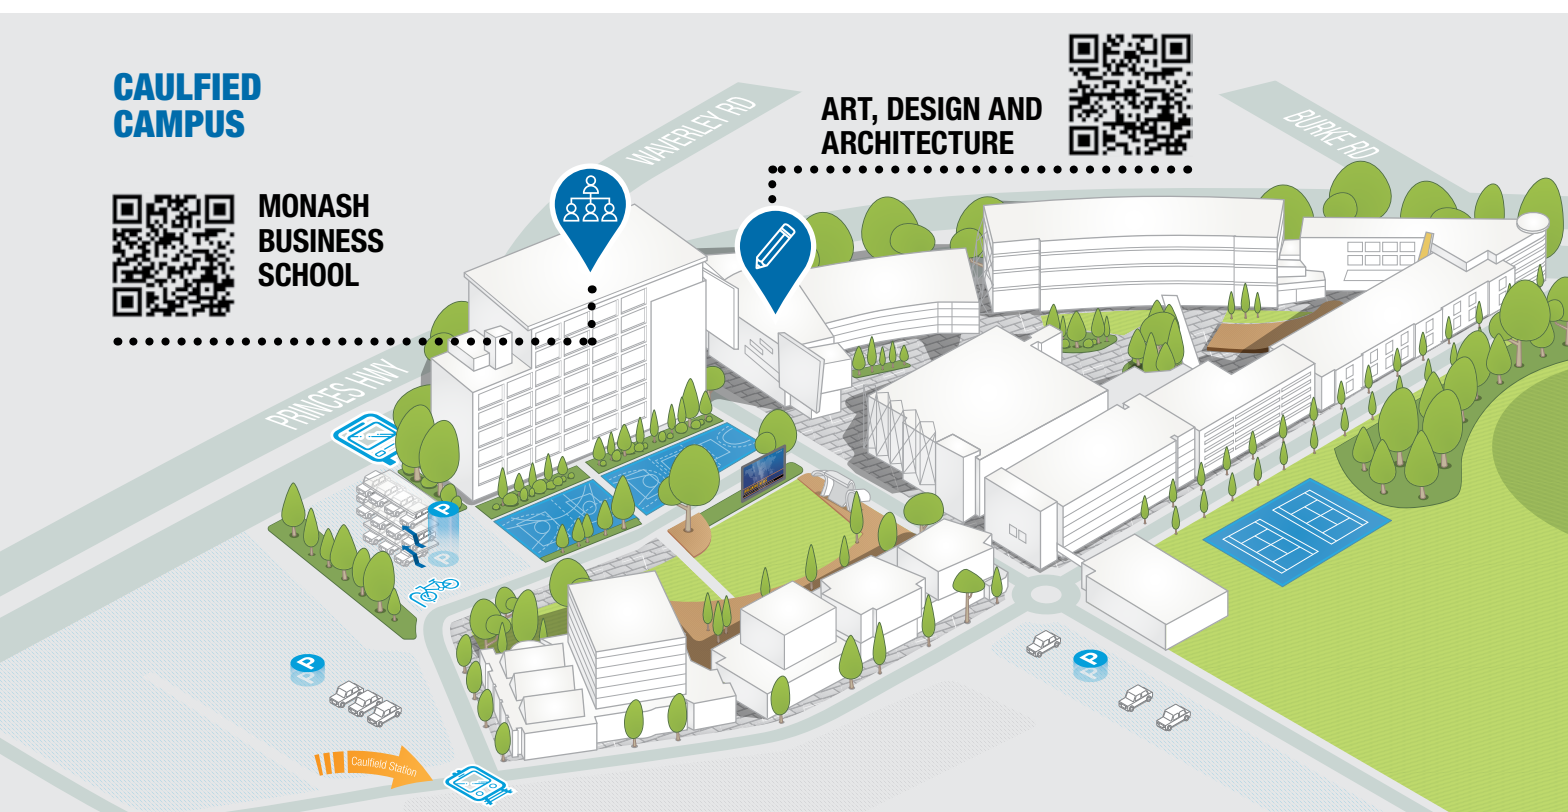 CAULFIED
CAMPUS
MONASH
BUSINESS
SCHOOL
ART, DESIGN AND
ARCHITECTURE
WAVERLEY RD
BURKE RD
PRINCES HWY
P
P
P
P
P
P
Caulfield Station